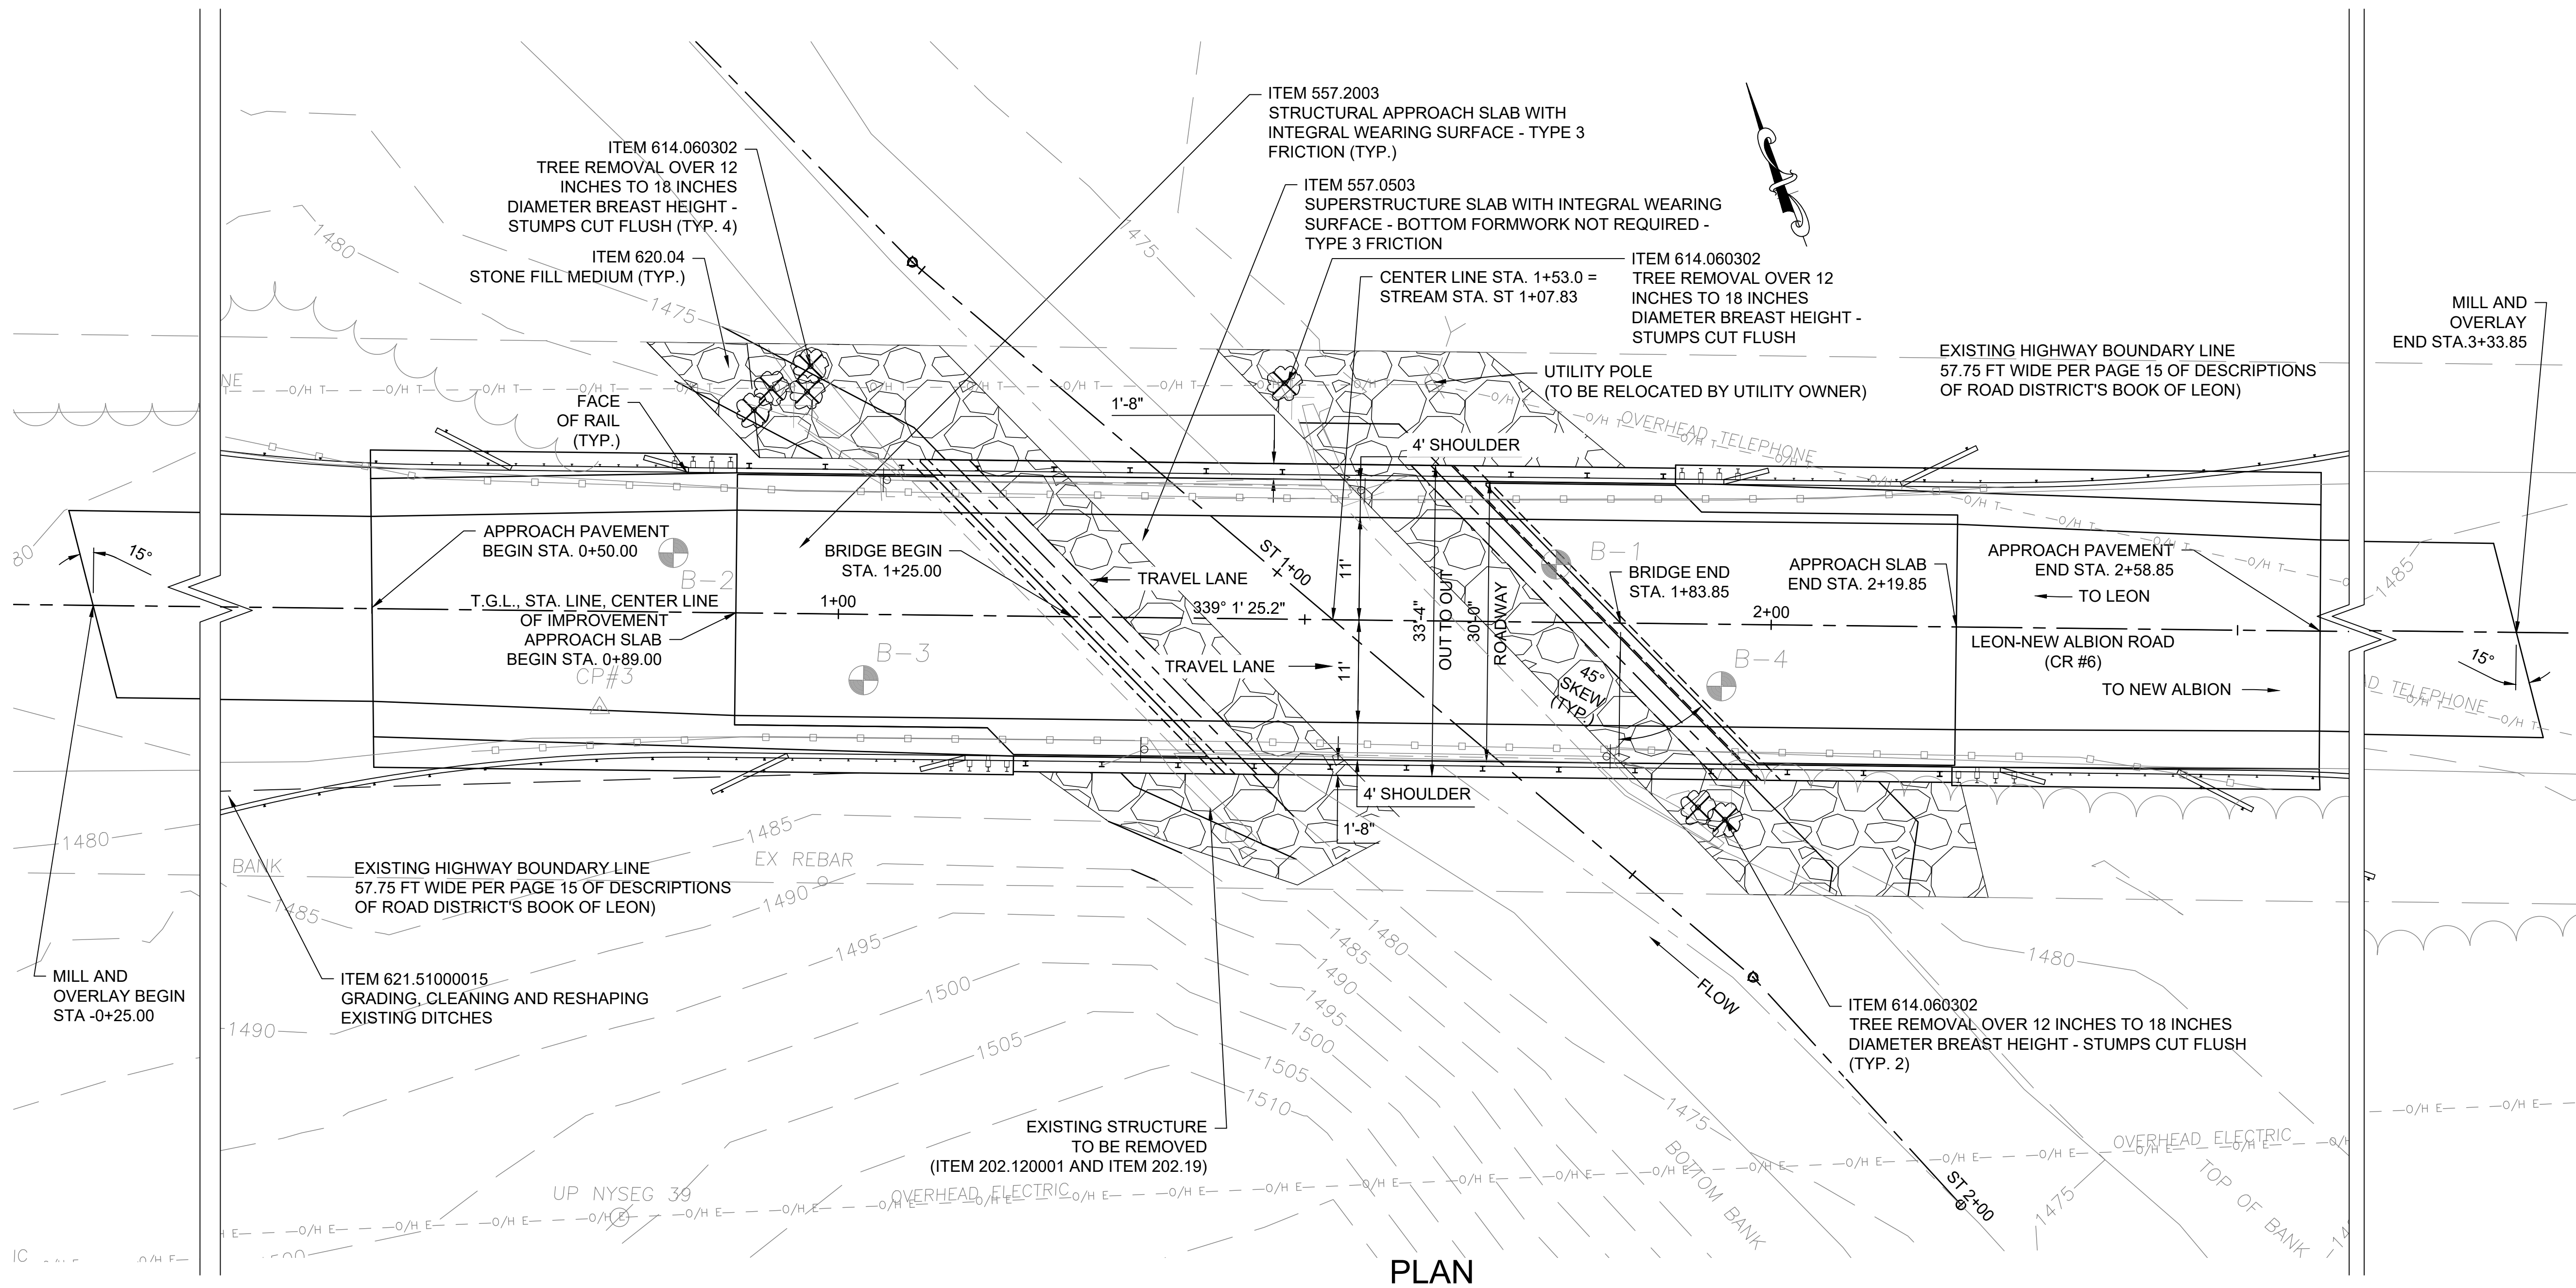 ITEM 557.2003
STRUCTURAL APPROACH SLAB WITH
INTEGRAL WEARING SURFACE - TYPE 3
FRICTION (TYP.)
ITEM 614.060302
TREE REMOVAL OVER 12
INCHES TO 18 INCHES
DIAMETER BREAST HEIGHT -
STUMPS CUT FLUSH (TYP. 4)
ITEM 557.0503
SUPERSTRUCTURE SLAB WITH INTEGRAL WEARING
SURFACE - BOTTOM FORMWORK NOT REQUIRED -
TYPE 3 FRICTION
ITEM 620.04
STONE FILL MEDIUM (TYP.)
CENTER LINE STA. 1+53.0 =
STREAM STA. ST 1+07.83
ITEM 614.060302
TREE REMOVAL OVER 12
INCHES TO 18 INCHES
DIAMETER BREAST HEIGHT -
STUMPS CUT FLUSH
MILL AND
OVERLAY
END STA.3+33.85
EXISTING HIGHWAY BOUNDARY LINE
57.75 FT WIDE PER PAGE 15 OF DESCRIPTIONS
OF ROAD DISTRICT'S BOOK OF LEON)
UTILITY POLE
(TO BE RELOCATED BY UTILITY OWNER)
1480
1475
1475
NE
O/H T O/H T O/H T O/H T O/H T O/H T O/H T O/H T
OVERHEAD TELEPHONE
FACE
OF RAIL
(TYP.)
1'-8"
4' SHOULDER
80
15°
APPROACH PAVEMENT
BEGIN STA. 0+50.00
B-2
BRIDGE BEGIN
STA. 1+25.00
TRAVEL LANE
ST 1+00
11'
B-1
BRIDGE END
STA. 1+83.85
APPROACH SLAB
END STA. 2+19.85
APPROACH PAVEMENT
END STA. 2+58.85
TO LEON
1485
T.G.L., STA. LINE, CENTER LINE
OF IMPROVEMENT
1+00
339° 1' 25.2"
2+00
APPROACH SLAB
BEGIN STA. 0+89.00
CP#3
B-3
TRAVEL LANE
11'
33'-4"
OUT TO OUT
30'-0"
ROADWAY
45°
SKEW
(TYP.)
B-4
LEON-NEW ALBION ROAD
(CR #6)
TO NEW ALBION
15°
AD TELEPHONE
O/H T
4' SHOULDER
1'-8"
1480
BANK
1485
EX REBAR
EXISTING HIGHWAY BOUNDARY LINE
57.75 FT WIDE PER PAGE 15 OF DESCRIPTIONS
OF ROAD DISTRICT'S BOOK OF LEON)
1485
1490
1495
1500
1505
1490
MILL AND
OVERLAY BEGIN
STA -0+25.00
ITEM 621.51000015
GRADING, CLEANING AND RESHAPING
EXISTING DITCHES
1480
1485
1490
1495
1500
1505
1510
FLOW
1480
ITEM 614.060302
TREE REMOVAL OVER 12 INCHES TO 18 INCHES
DIAMETER BREAST HEIGHT - STUMPS CUT FLUSH
(TYP. 2)
EXISTING STRUCTURE
TO BE REMOVED
(ITEM 202.120001 AND ITEM 202.19)
1475
BOTTOM BANK
OVERHEAD ELECTRIC
TOP OF BANK
ST 2+00
1475
UP NYSEG 39
OVERHEAD ELECTRIC
O/H E O/H E O/H E O/H E O/H E O/H E O/H E O/H E
IC
PLAN